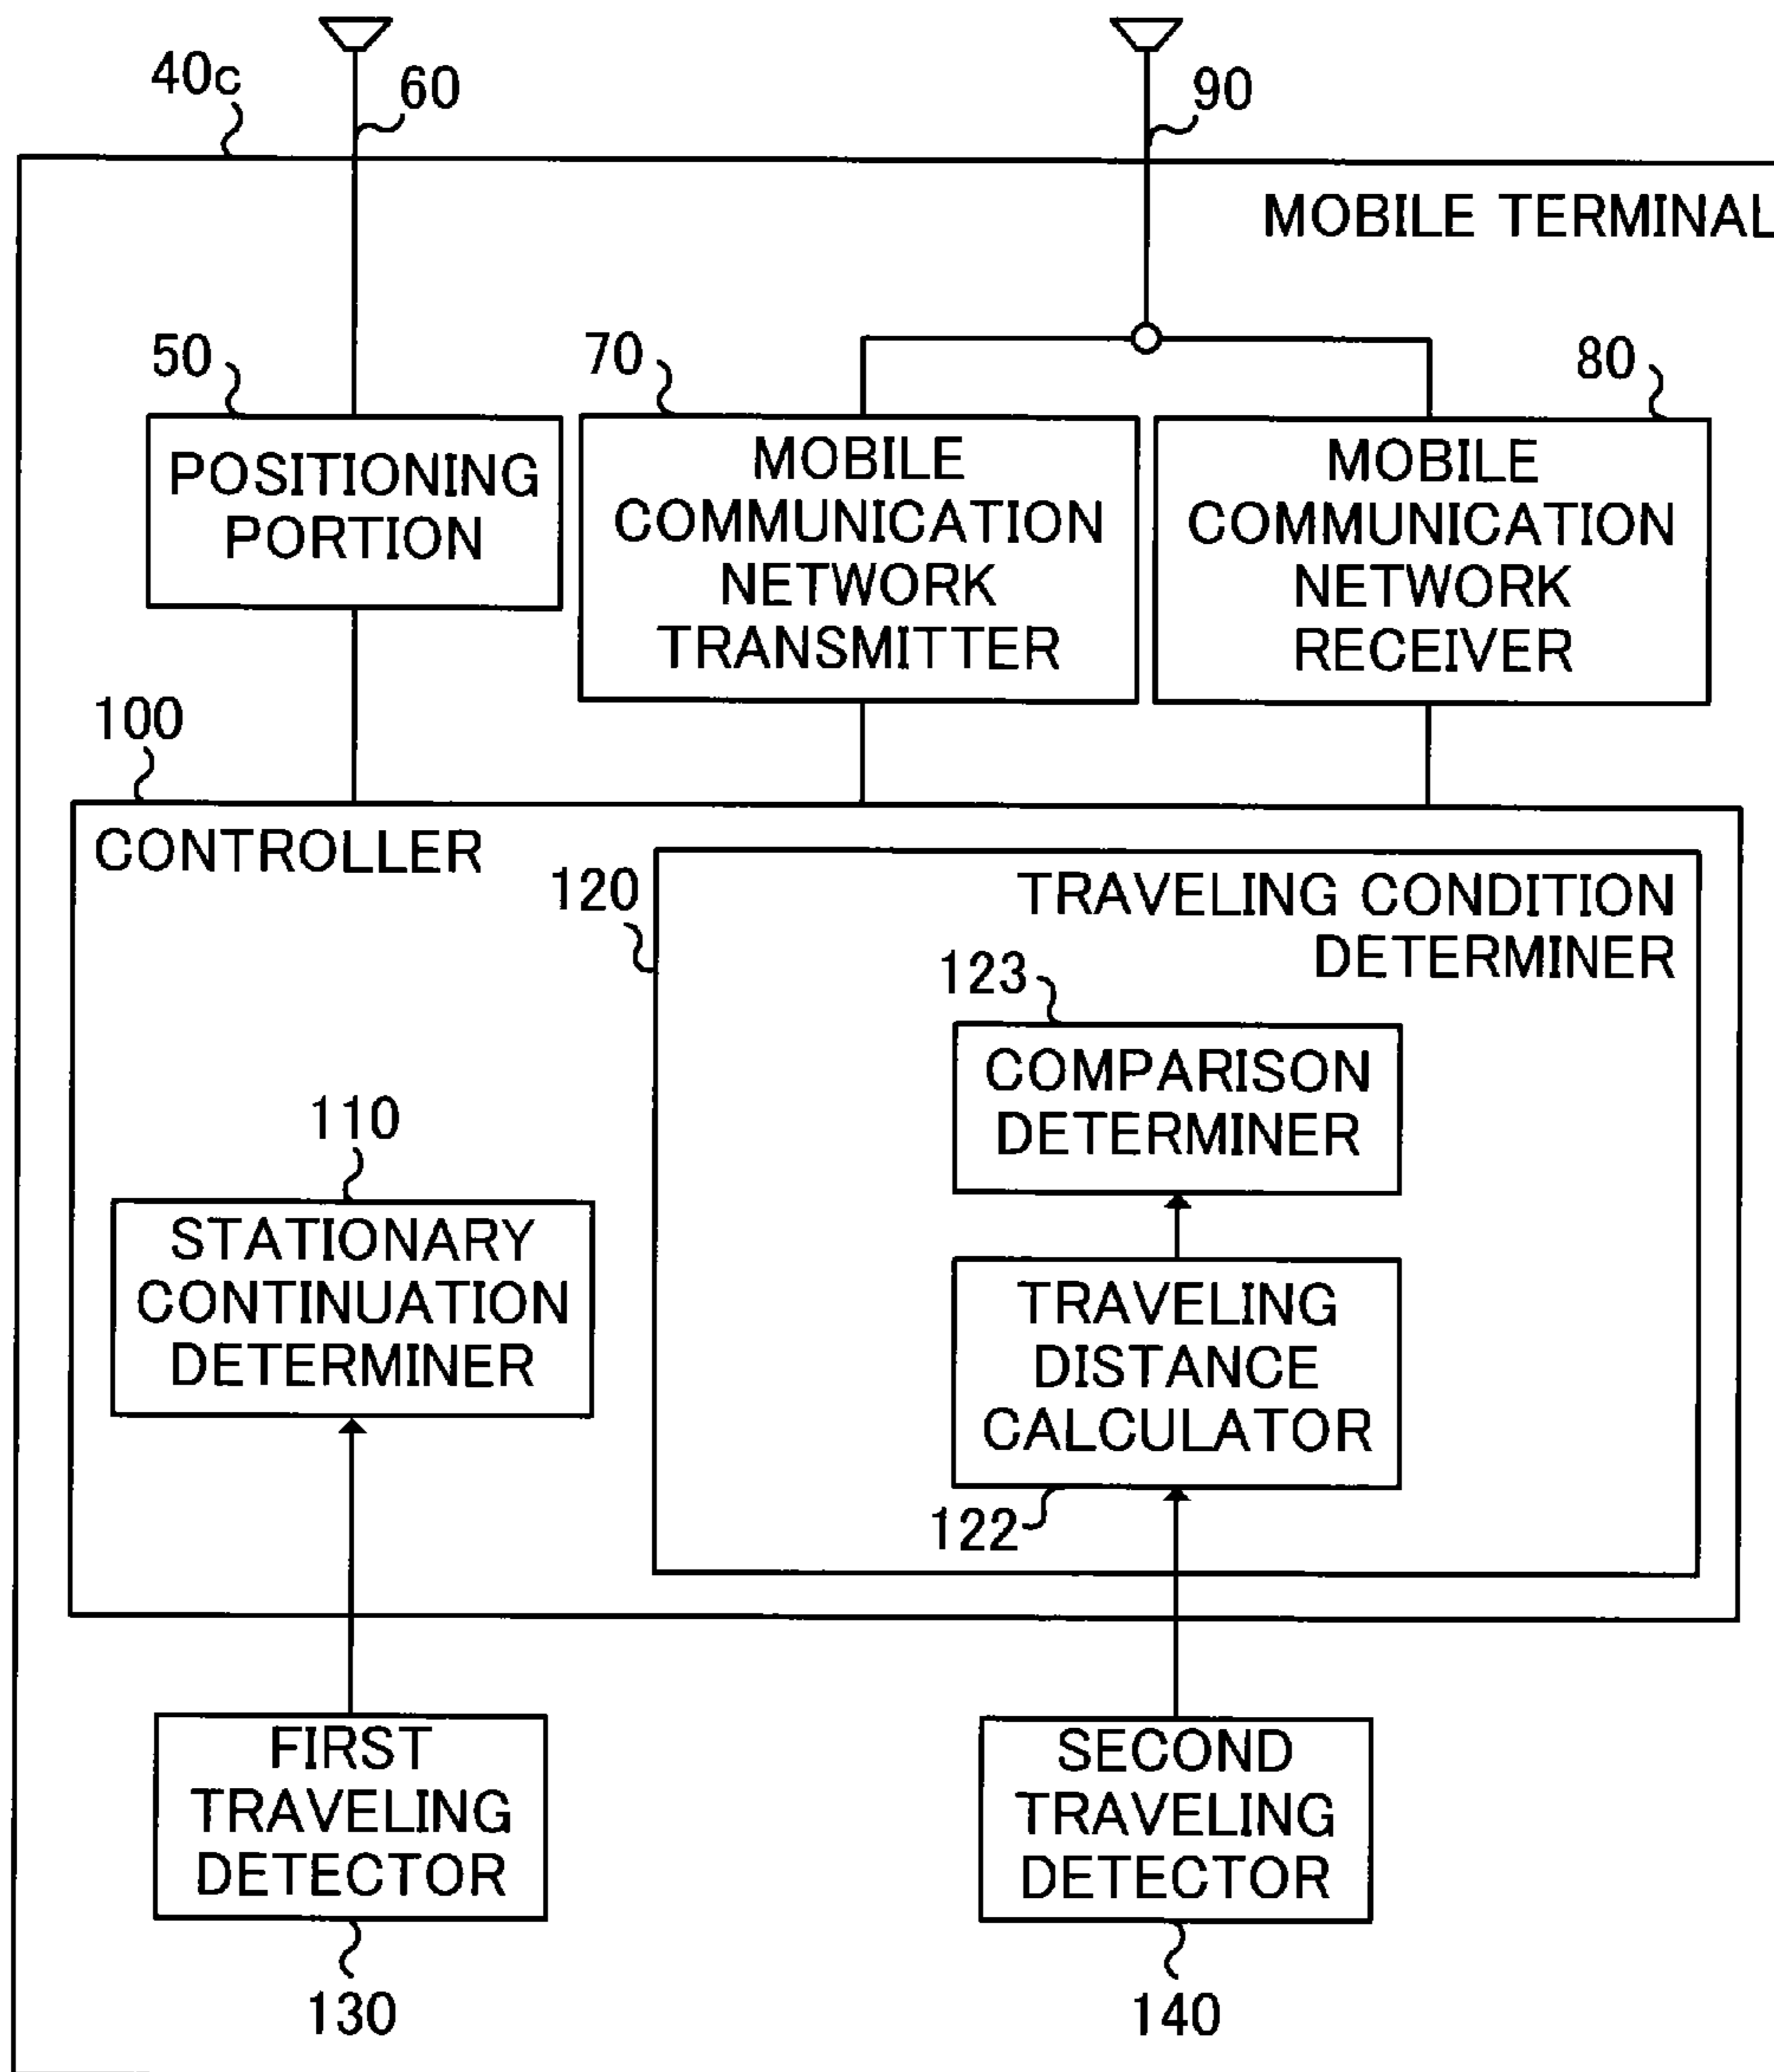 40c
60
90
MOBILE TERMINAL
50
70
80
POSITIONING
PORTION
MOBILE
COMMUNICATION
NETWORK
TRANSMITTER
MOBILE
COMMUNICATION
NETWORK
RECEIVER
100
CONTROLLER
120
TRAVELING CONDITION
DETERMINER
123
COMPARISON
DETERMINER
110
STATIONARY
CONTINUATION
DETERMINER
TRAVELING
DISTANCE
CALCULATOR
122
FIRST
TRAVELING
DETECTOR
SECOND
TRAVELING
DETECTOR
130
140